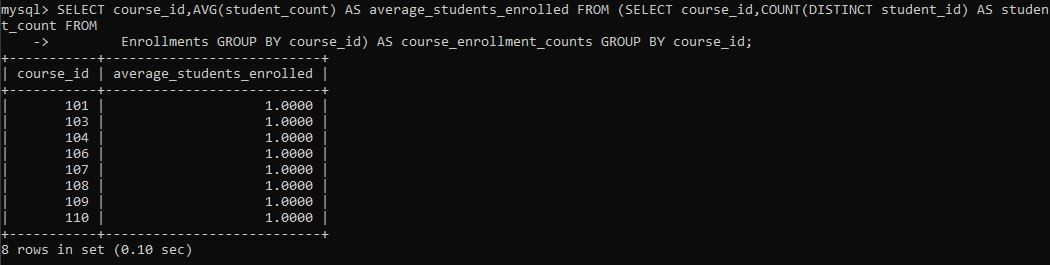 mysql> SELECT course_id,AVG(student_count) AS average_students_enrolled FROM (SELECT course_id,COUNT(DISTINCT student_id) AS studen
t_count FROM
    ->         Enrollments GROUP BY course_id) AS course_enrollment_counts GROUP BY course_id;
+-----------+---------------------------+
| course_id | average_students_enrolled |
+-----------+---------------------------+
|       101 |                    1.0000 |
|       103 |                    1.0000 |
|       104 |                    1.0000 |
|       106 |                    1.0000 |
|       107 |                    1.0000 |
|       108 |                    1.0000 |
|       109 |                    1.0000 |
|       110 |                    1.0000 |
+-----------+---------------------------+
8 rows in set (0.10 sec)